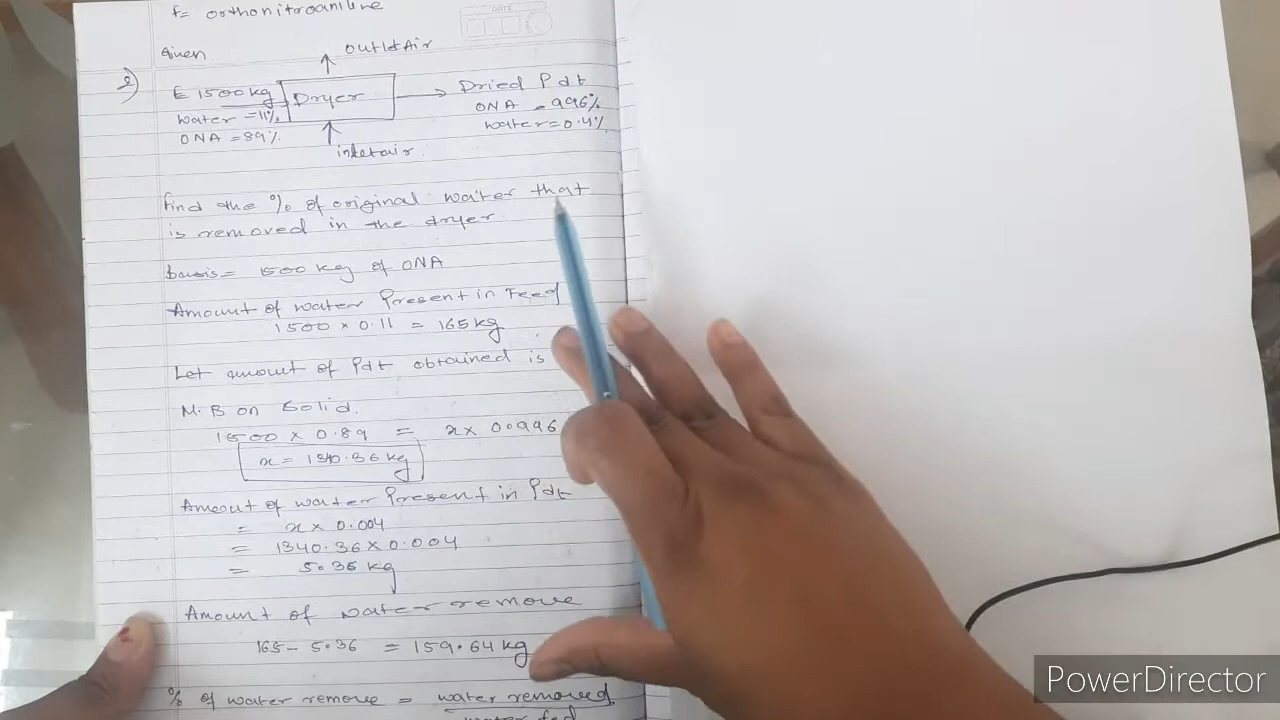 f= orthonitroaniline
DATE
Given
outlet Air
2)
E 1500 kg
Dryer
Dried Pdt
water = 11%
ONA = 89%
ONA = 99.6%
water = 0.4%
inlet air
find the % of original water that
is removed in the dryer
basis = 1500 kg of ONA
Amount of water Present in Feed
1500 × 0.11 = 165 kg
Let amount of Pdt obtained is
M.B on Solid.
1500 × 0.89 = x × 0.996
x = 1340.36 kg
Amount of water Present in Pdt
= x × 0.004
= 1340.36 × 0.004
= 5.36 kg
Amount of water remove
165 - 5.36 = 159.64 kg
% of water remove = water removed
water fed
PowerDirector